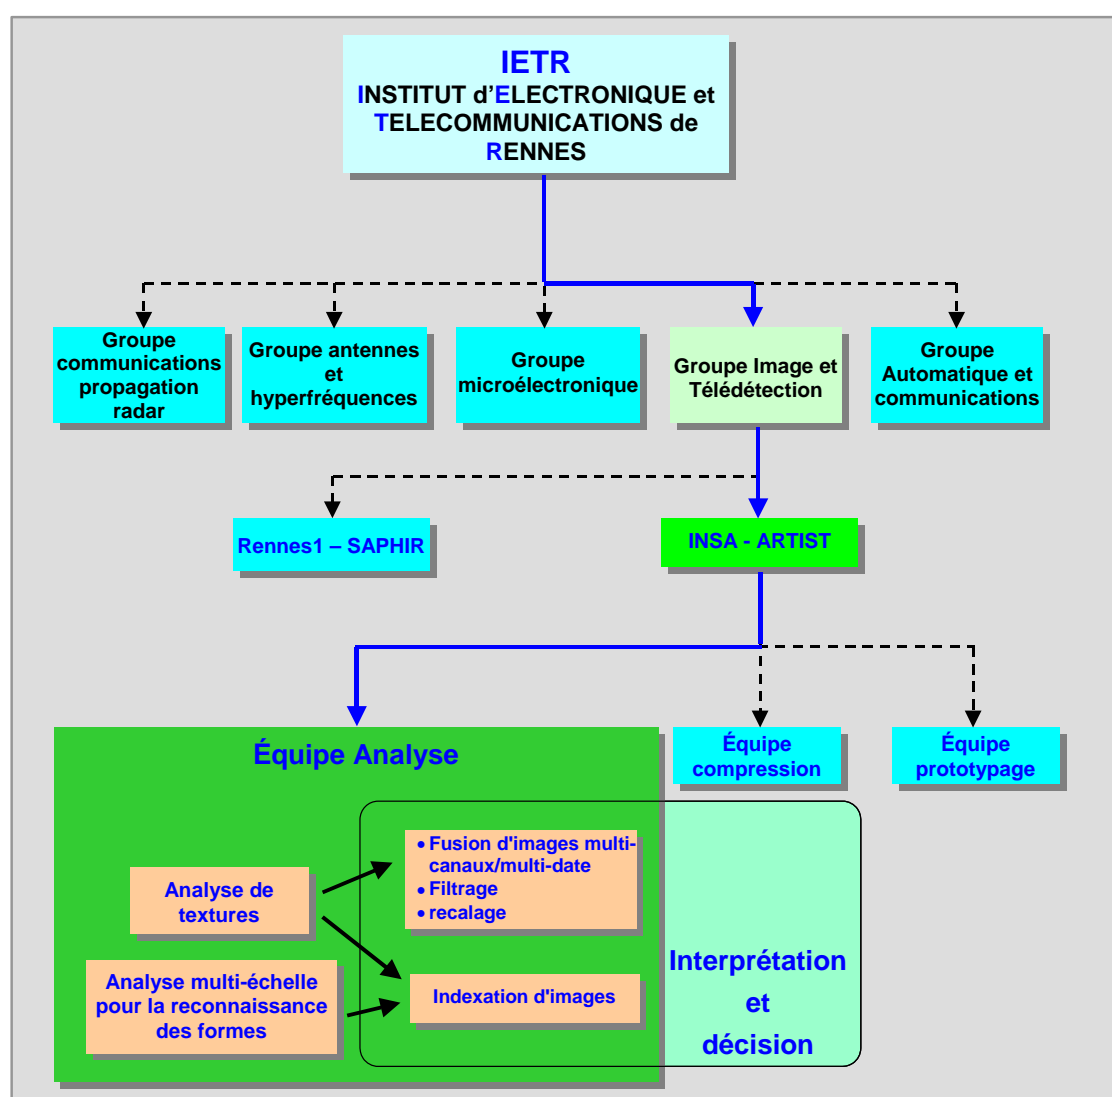 IETR
INSTITUT d’ELECTRONIQUE et
TELECOMMUNICATIONS de
RENNES
Groupe
communications
propagation
radar
Groupe antennes
et
hyperfréquences
Groupe
microélectronique
Groupe Image et
Télédétection
Groupe
Automatique et
communications
Rennes1 – SAPHIR
INSA - ARTIST
Équipe Analyse
Équipe
compression
Équipe
prototypage
• Fusion d'images multi-
canaux/multi-date
• Filtrage
• recalage
Analyse de
textures
Analyse multi-échelle
pour la reconnaissance
des formes
Indexation d'images
Interprétation
et
décision